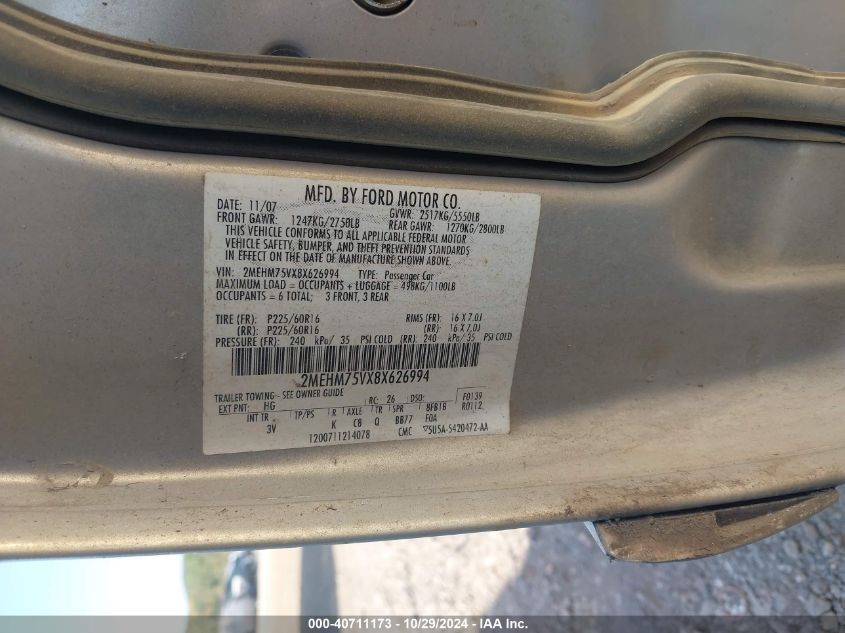 MFD. BY FORD MOTOR CO.
DATE: 11/07 GVWR: 2517KG/5550LB
FRONT GAWR: 1247KG/2750LB REAR GAWR: 1270KG/2800LB
THIS VEHICLE CONFORMS TO ALL APPLICABLE FEDERAL MOTOR
VEHICLE SAFETY, BUMPER, AND THEFT PREVENTION STANDARDS
IN EFFECT ON THE DATE OF MANUFACTURE SHOWN ABOVE.
VIN: 2MEHM75VX8X626994 TYPE: Passenger Car
MAXIMUM LOAD = OCCUPANTS + LUGGAGE = 498KG/1100LB
OCCUPANTS = 6 TOTAL; 3 FRONT, 3 REAR
TIRE (FR): P225/60R16 RIMS (FR): 16 X 7.0J
(RR): P225/60R16 (RR): 16 X 7.0J
PRESSURE (FR): 240 kPa/ 35 PSI COLD (RR): 240 kPa/ 35 PSI COLD
2MEHM75VX8X626994
TRAILER TOWING - SEE OWNER GUIDE
EXT PNT: HG RC: 26 DSO: F0139
INT TR TP/PS R AXLE TR SPR BFB1B R0112
3V K C8 Q BB77 F0A
1200711214078 CMC ▽5U5A-5420472-AA
000-40711173 - 10/29/2024 - IAA Inc.